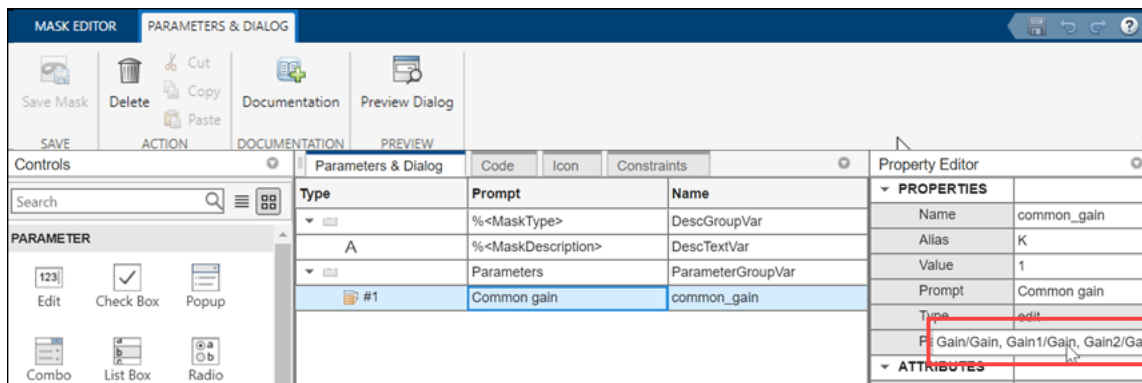 MASK EDITOR PARAMETERS & DIALOG
?
Save Mask Delete Cut Copy Paste Documentation Preview Dialog
SAVE ACTION DOCUMENTATION PREVIEW
Controls
Search
PARAMETER
123
Edit Check Box Popup
a
b
a
b
Combo List Box Radio
Parameters & Dialog Code Icon Constraints
Type Prompt Name
%<MaskType> DescGroupVar
A %<MaskDescription> DescTextVar
Parameters ParameterGroupVar
#1 Common gain common_gain
Property Editor
PROPERTIES
Name common_gain
Alias K
Value 1
Prompt Common gain
Type edit
Gain/Gain, Gain1/Gain, Gain2/Ga
ATTRIBUTES